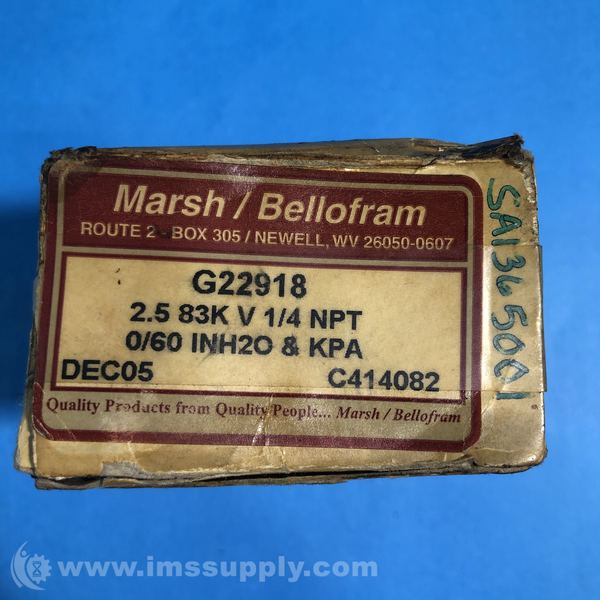 Marsh / Bellofram
ROUTE 2 - BOX 305 / NEWELL, WV 26050-0607
G22918
2.5 83K V 1/4 NPT
0/60 INH2O & KPA
DEC05 C414082
Quality Products from Quality People... Marsh / Bellofram
SA1365001
www.imssupply.com